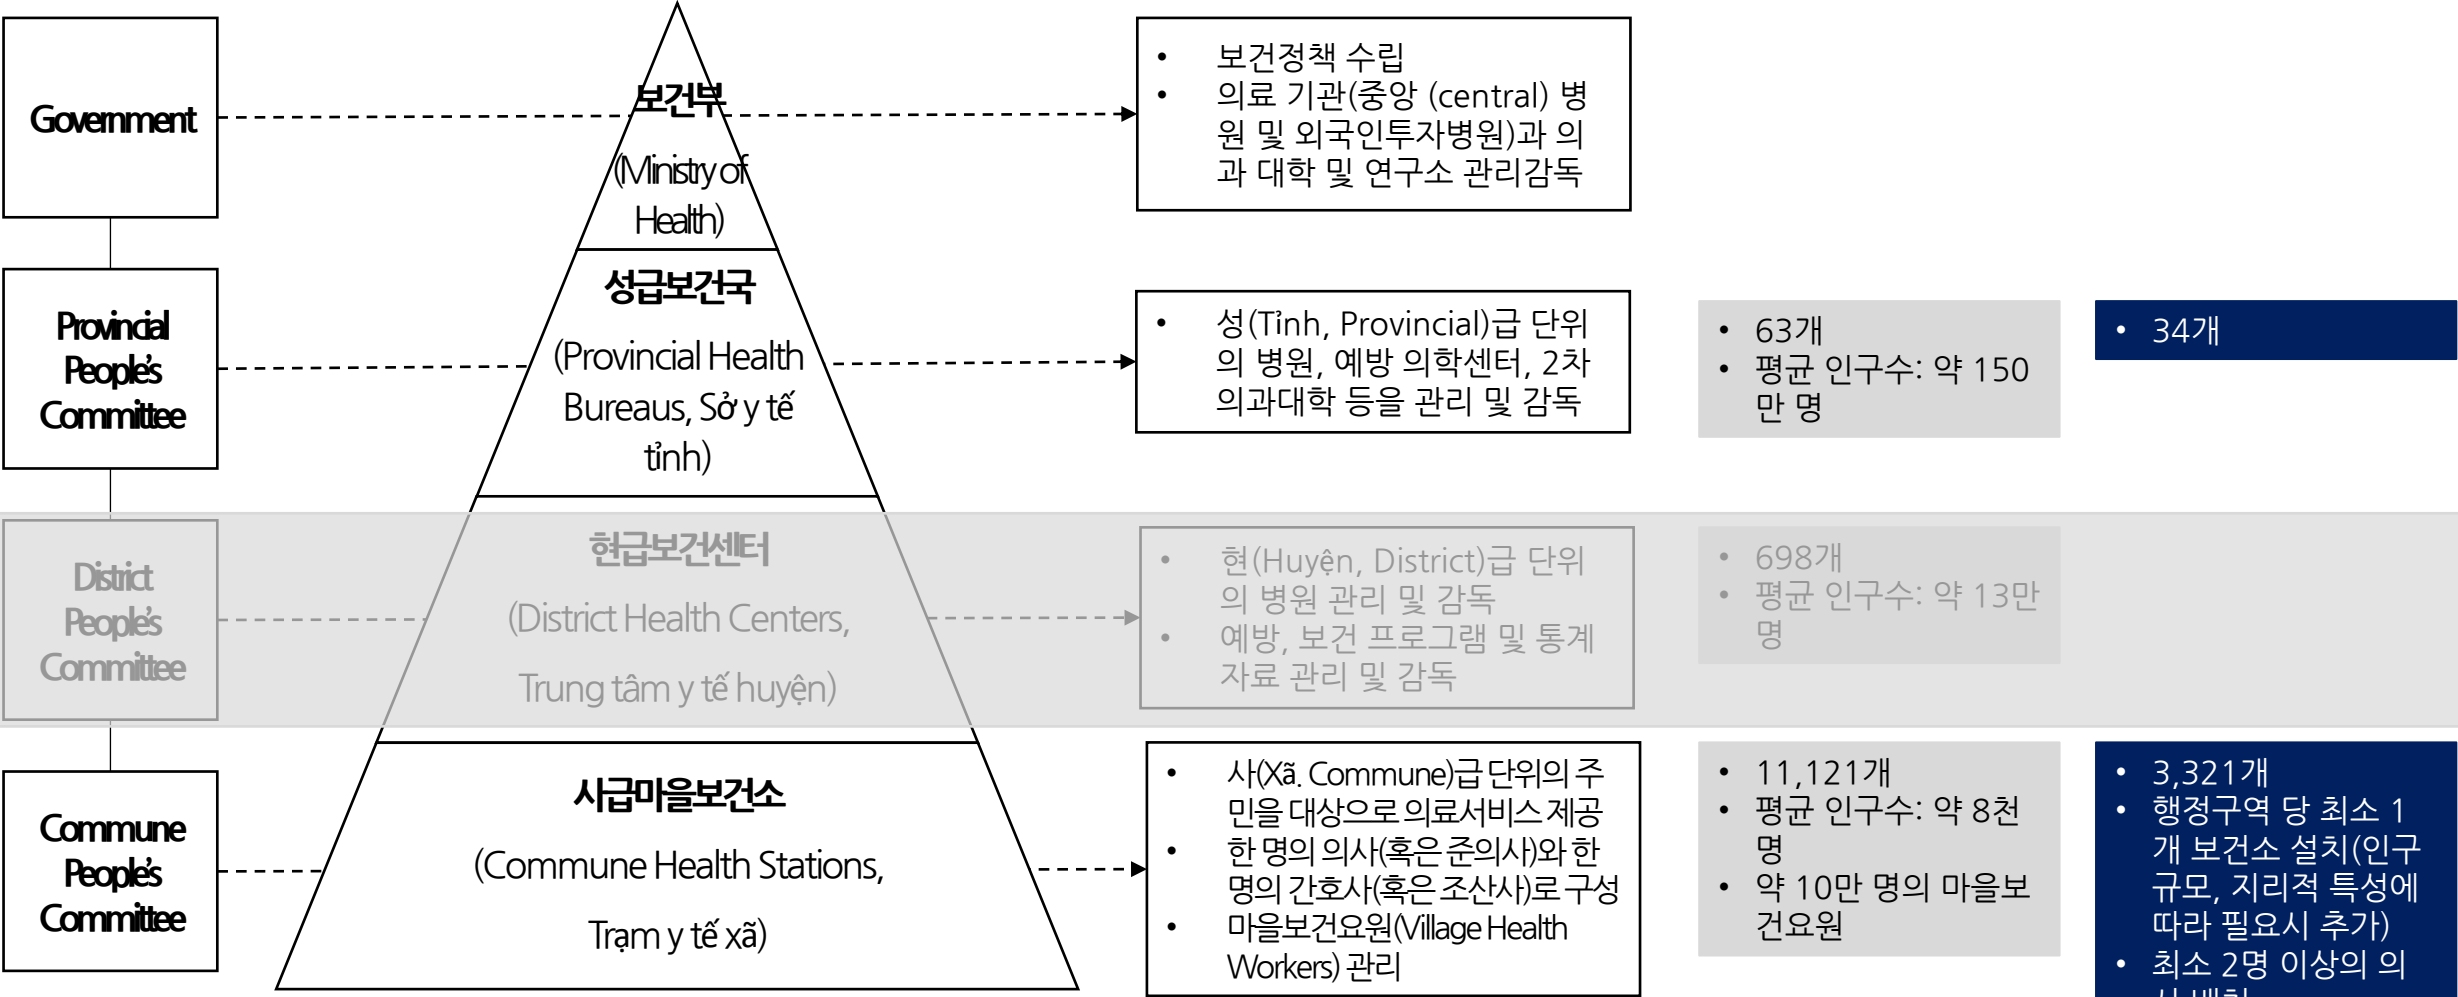 Government
보건부
(Ministry of
Health)
• 보건정책 수립
• 의료 기관(중앙 (central) 병
원 및 외국인투자병원)과 의
과 대학 및 연구소 관리감독
Provincial
People's
Committee
성급보건국
(Provincial Health
Bureaus, Sở y tế
tỉnh)
• 성(Tỉnh, Provincial)급 단위
의 병원, 예방 의학센터, 2차
의과대학 등을 관리 및 감독
• 63개
• 평균 인구수: 약 150
만 명
• 34개
District
People's
Committee
현급보건센터
(District Health Centers,
Trung tâm y tế huyện)
• 현(Huyện, District)급 단위
의 병원 관리 및 감독
• 예방, 보건 프로그램 및 통계
자료 관리 및 감독
• 698개
• 평균 인구수: 약 13만
명
Commune
People's
Committee
사급마을보건소
(Commune Health Stations,
Trạm y tế xã)
• 사(Xã. Commune)급 단위의 주
민을 대상으로 의료서비스 제공
• 한 명의 의사(혹은 준의사)와 한
명의 간호사(혹은 조산사)로 구성
• 마을보건요원(Village Health
Workers) 관리
• 11,121개
• 평균 인구수: 약 8천
명
• 약 10만 명의 마을보
건요원
• 3,321개
• 행정구역 당 최소 1
개 보건소 설치(인구
규모, 지리적 특성에
따라 필요시 추가)
• 최소 2명 이상의 의